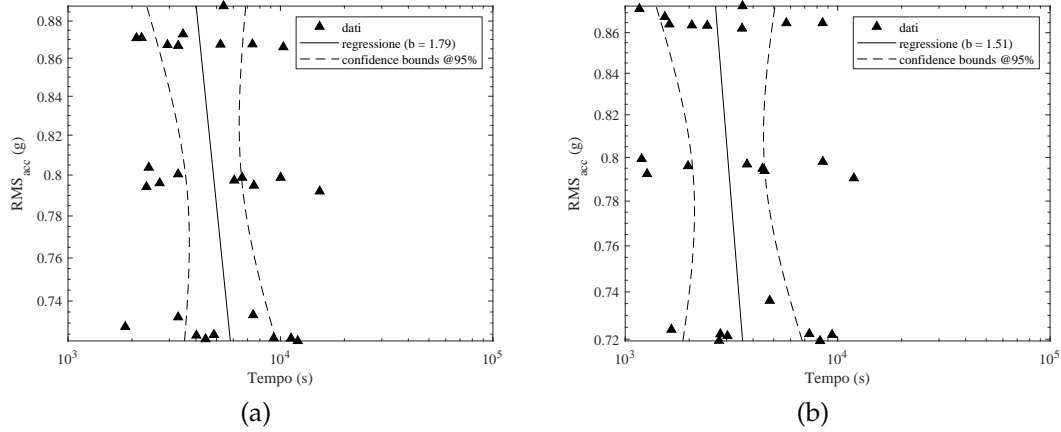 0.88
0.86
0.84
0.82
0.8
0.78
0.76
0.74
RMS_acc (g)
10^3
10^4
10^5
Tempo (s)
dati
regressione (b = 1.79)
confidence bounds @95%
(a)
0.86
0.84
0.82
0.8
0.78
0.76
0.74
0.72
RMS_acc (g)
10^3
10^4
10^5
Tempo (s)
dati
regressione (b = 1.51)
confidence bounds @95%
(b)